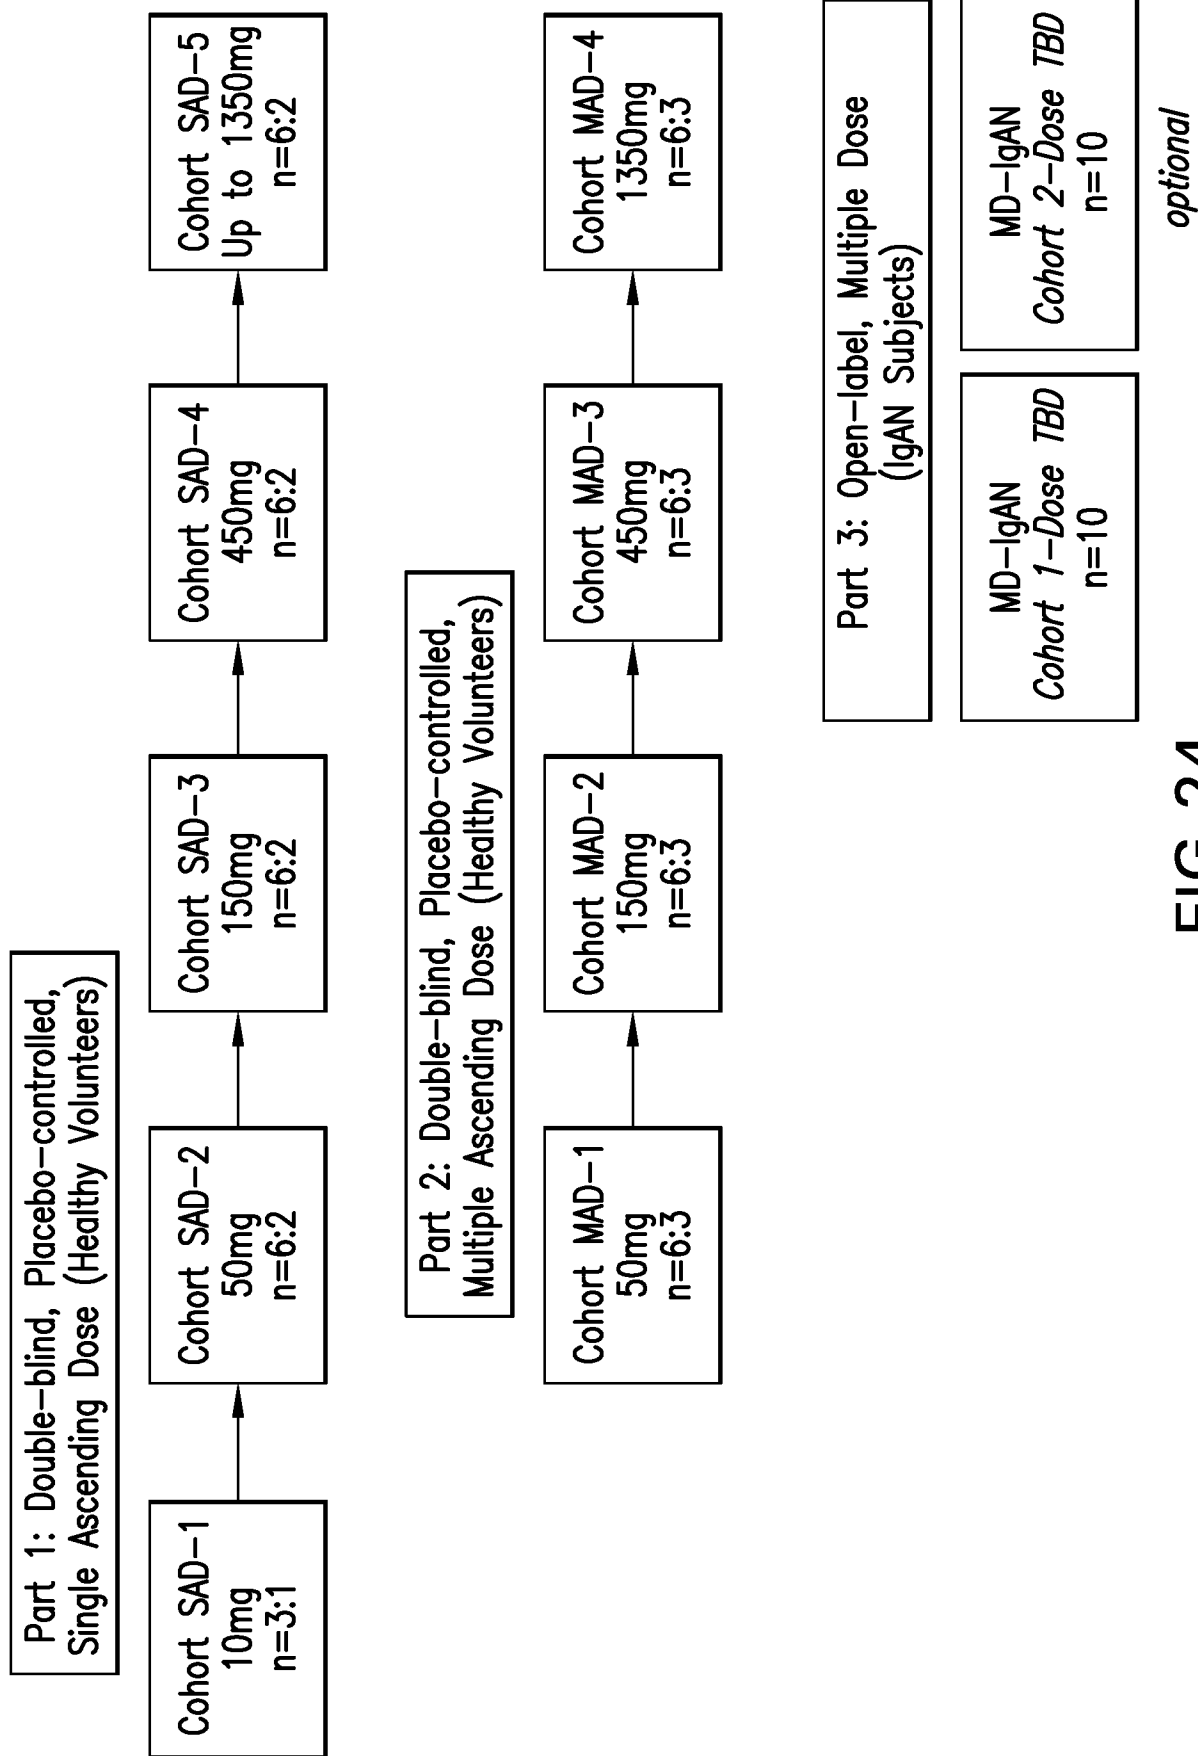 Part 1: Double-blind, Placebo-controlled,
Single Ascending Dose (Healthy Volunteers)
Cohort SAD-1
10mg
n=3:1
Cohort SAD-2
50mg
n=6:2
Cohort SAD-3
150mg
n=6:2
Cohort SAD-4
450mg
n=6:2
Cohort SAD-5
Up to 1350mg
n=6:2
Part 2: Double-blind, Placebo-controlled,
Multiple Ascending Dose (Healthy Volunteers)
Cohort MAD-1
50mg
n=6:3
Cohort MAD-2
150mg
n=6:3
Cohort MAD-3
450mg
n=6:3
Cohort MAD-4
1350mg
n=6:3
Part 3: Open-label, Multiple Dose
(IgAN Subjects)
MD-IgAN
Cohort 1-Dose TBD
n=10
MD-IgAN
Cohort 2-Dose TBD
n=10
optional
FIG. 24